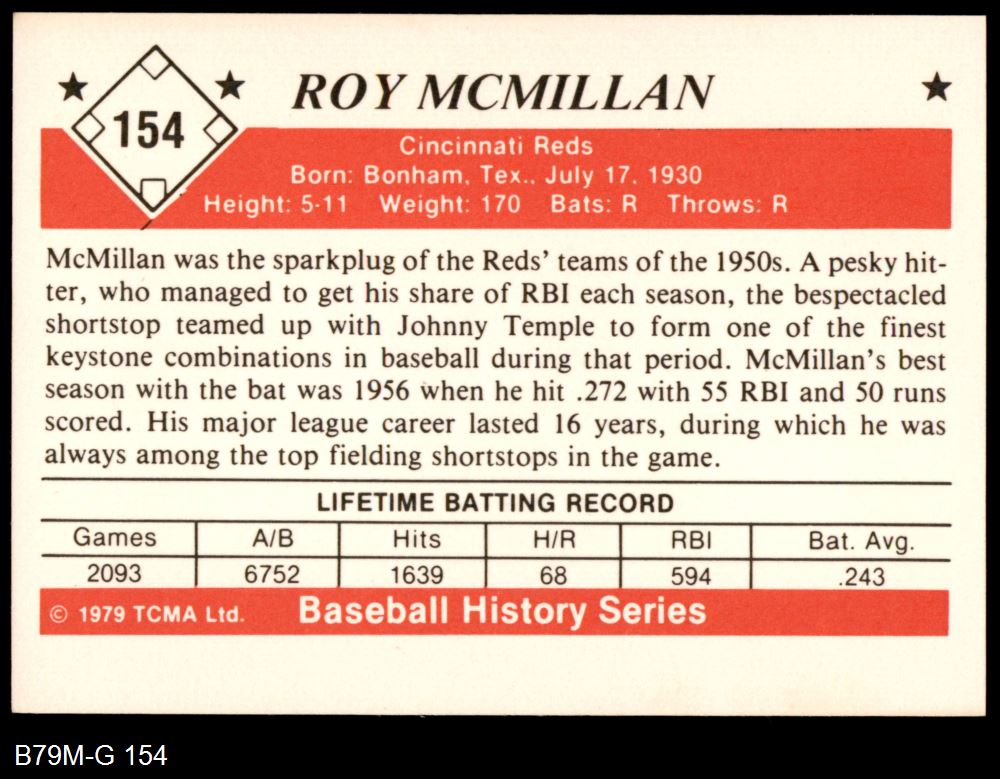 154
ROY MCMILLAN
Cincinnati Reds
Born: Bonham, Tex., July 17, 1930
Height: 5-11 Weight: 170 Bats: R Throws: R
McMillan was the sparkplug of the Reds' teams of the 1950s. A pesky hit-
ter, who managed to get his share of RBI each season, the bespectacled
shortstop teamed up with Johnny Temple to form one of the finest
keystone combinations in baseball during that period. McMillan's best
season with the bat was 1956 when he hit .272 with 55 RBI and 50 runs
scored. His major league career lasted 16 years, during which he was
always among the top fielding shortstops in the game.
LIFETIME BATTING RECORD
Games A/B Hits H/R RBI Bat. Avg.
2093 6752 1639 68 594 .243
© 1979 TCMA Ltd. Baseball History Series
B79M-G 154